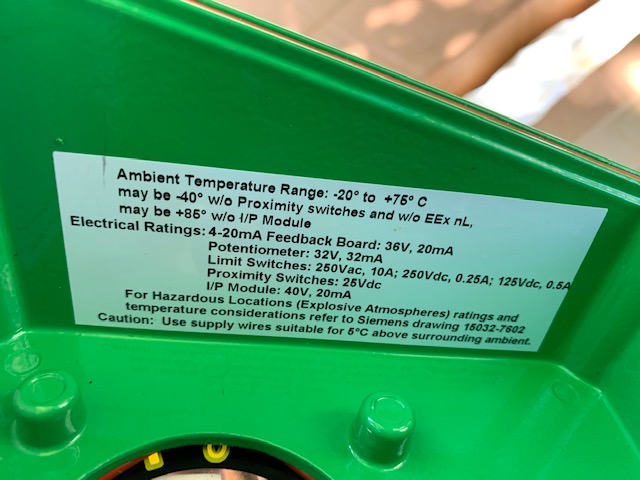 Ambient Temperature Range: -20° to +75° C
may be -40° w/o Proximity switches and w/o EEx nL,
may be +85° w/o I/P Module
Electrical Ratings: 4-20mA Feedback Board: 36V, 20mA
Potentiometer: 32V, 32mA
Limit Switches: 250Vac, 10A; 250Vdc, 0.25A; 125Vdc, 0.5A
Proximity Switches: 25Vdc
I/P Module: 40V, 20mA
For Hazardous Locations (Explosive Atmospheres) ratings and
temperature considerations refer to Siemens drawing 15032-7602
Caution: Use supply wires suitable for 5°C above surrounding ambient.